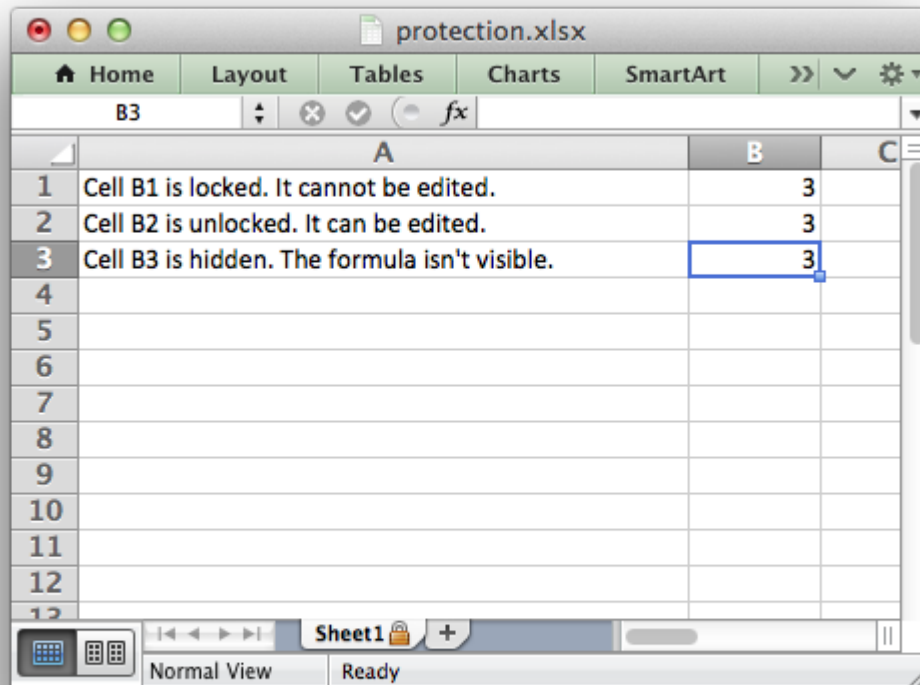 protection.xlsx
Home Layout Tables Charts SmartArt
B3 fx
A B C
1 Cell B1 is locked. It cannot be edited. 3
2 Cell B2 is unlocked. It can be edited. 3
3 Cell B3 is hidden. The formula isn't visible. 3
4
5
6
7
8
9
10
11
12
13
Sheet1
Normal View Ready